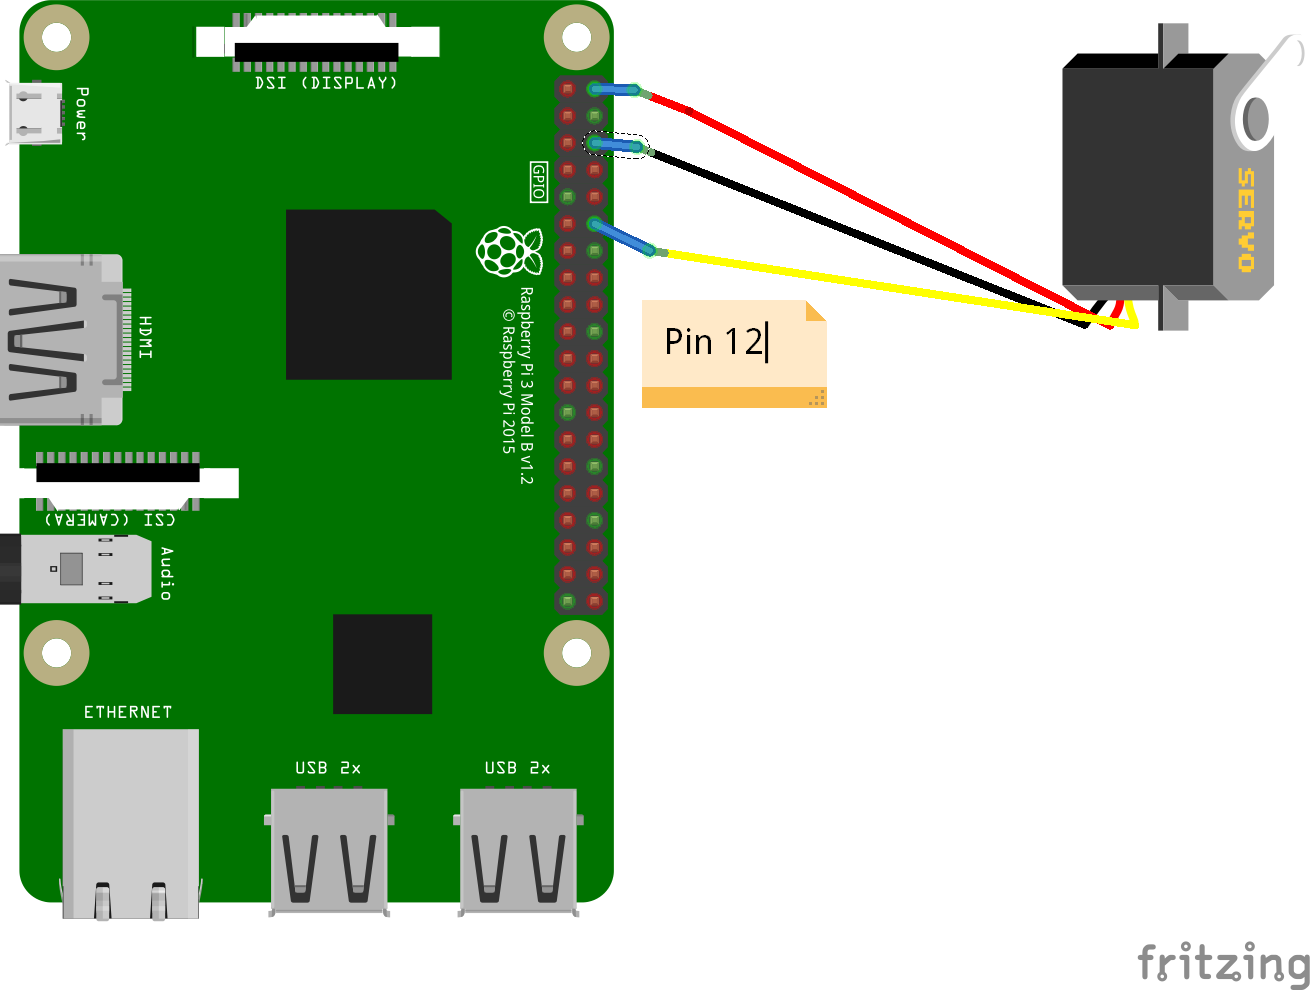 DSI (DISPLAY)
Power
GPIO
SERVO
HDMI
Raspberry Pi 3 Model B v1.2
© Raspberry Pi 2015
Pin 12
CSI (CAMERA)
Audio
ETHERNET
USB 2x
USB 2x
fritzing